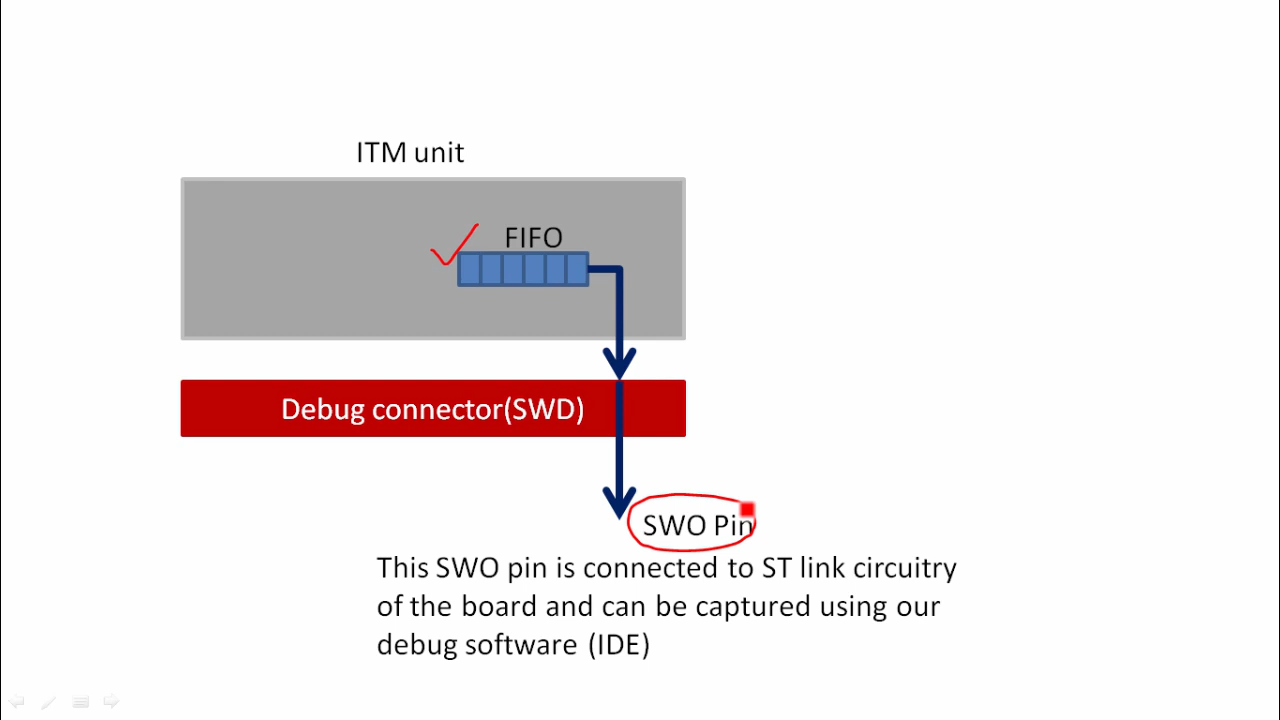 ITM unit
FIFO
Debug connector(SWD)
SWO Pin
This SWO pin is connected to ST link circuitry
of the board and can be captured using our
debug software (IDE)